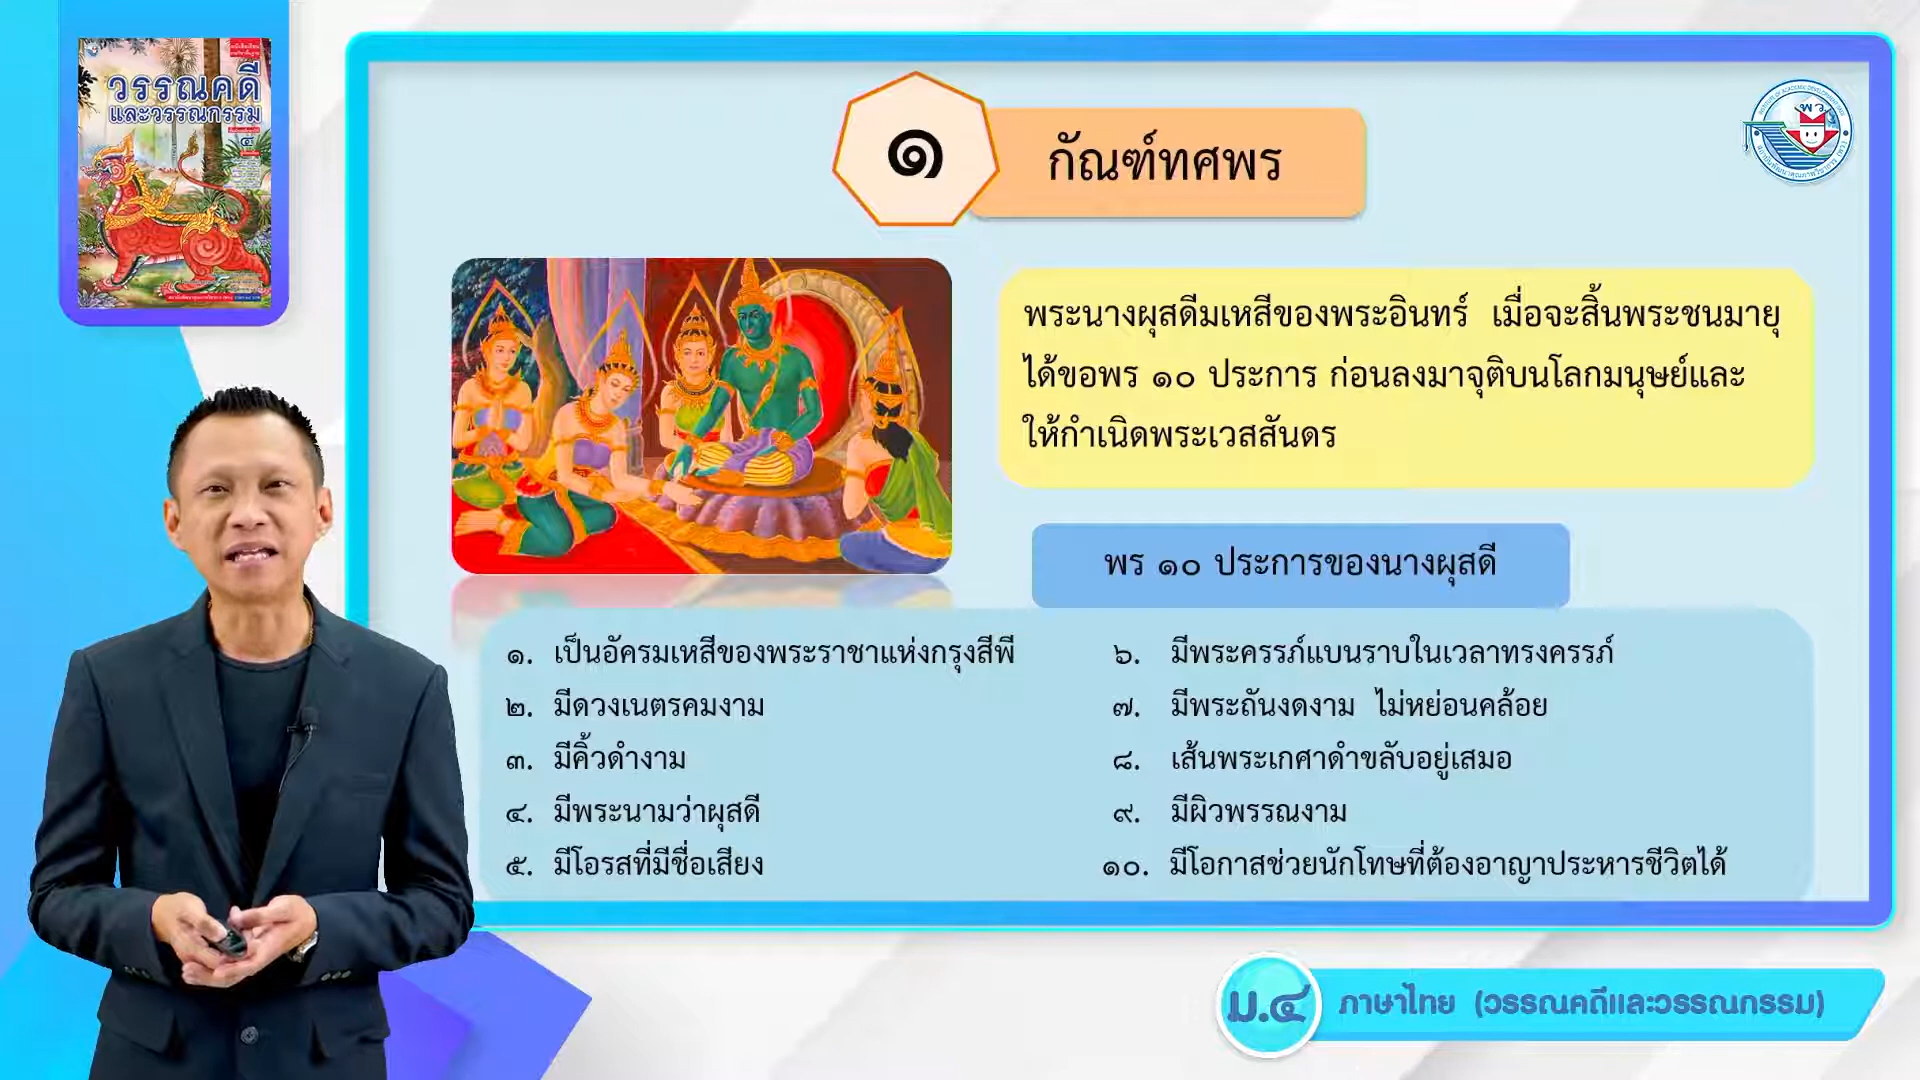 วรรณคดี
และวรรณกรรม
๑
กัณฑ์ทศพร
พว
พระนางผุสดีมเหสีของพระอินทร์ เมื่อจะสิ้นพระชนมายุ
ได้ขอพร ๑๐ ประการ ก่อนลงมาจุติบนโลกมนุษย์และ
ให้กำเนิดพระเวสสันดร
พร ๑๐ ประการของนางผุสดี
๑. เป็นอัครมเหสีของพระราชาแห่งกรุงสีพี
๒. มีดวงเนตรคมงาม
๓. มีคิ้วดำงาม
๔. มีพระนามว่าผุสดี
๕. มีโอรสที่มีชื่อเสียง
๖. มีพระครรภ์แบนราบในเวลาทรงครรภ์
๗. มีพระถันงดงาม ไม่หย่อนคล้อย
๘. เส้นพระเกศาดำขลับอยู่เสมอ
๙. มีผิวพรรณงาม
๑๐. มีโอกาสช่วยนักโทษที่ต้องอาญาประหารชีวิตได้
ม.๔ ภาษาไทย (วรรณคดีและวรรณกรรม)